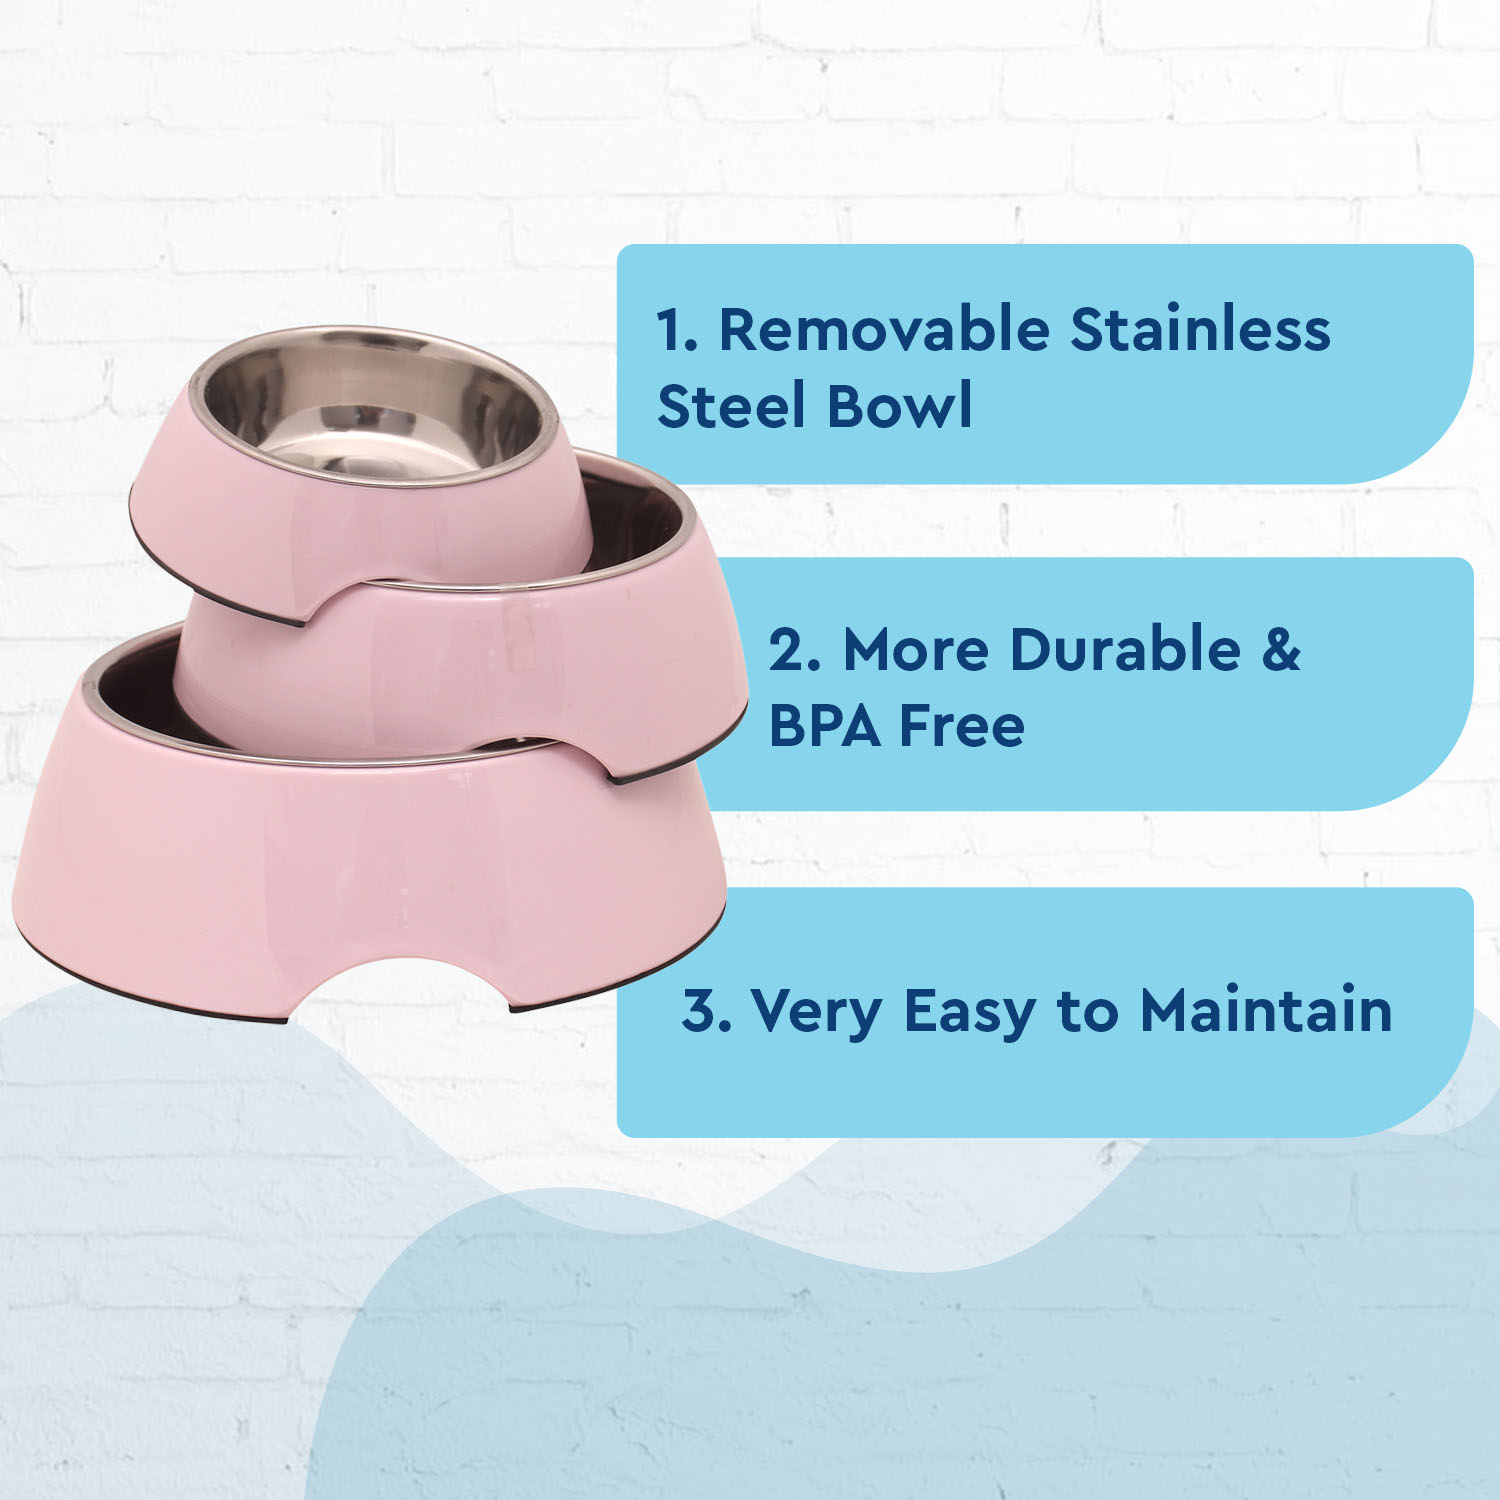 1. Removable Stainless
Steel Bowl
2. More Durable &
BPA Free
3. Very Easy to Maintain